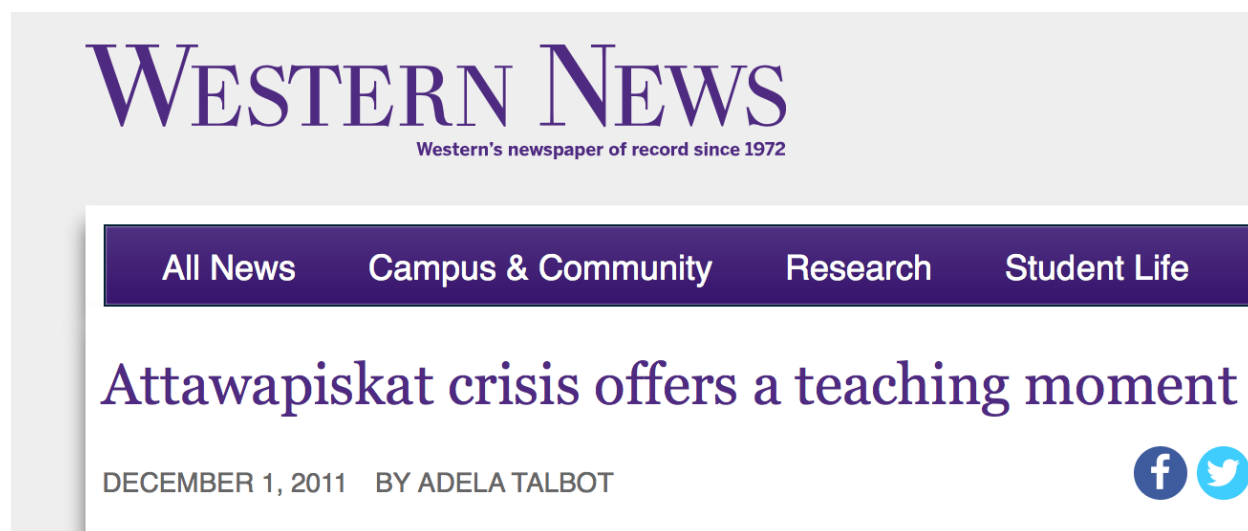 WESTERN NEWS
Western's newspaper of record since 1972
All News Campus & Community Research Student Life
Attawapiskat crisis offers a teaching moment
DECEMBER 1, 2011 BY ADELA TALBOT